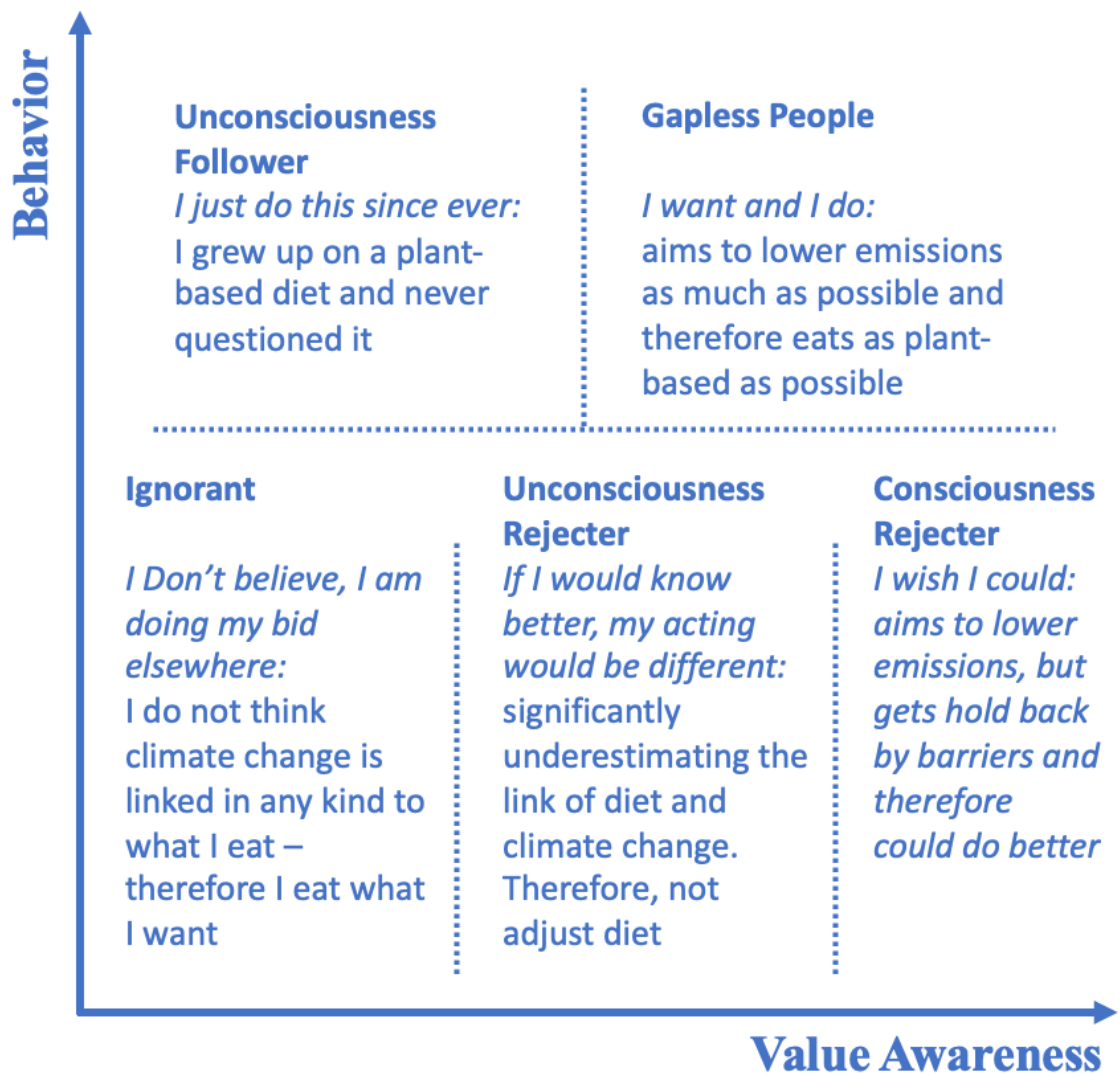 Behavior
Unconsciousness
Follower
I just do this since ever:
I grew up on a plant-
based diet and never
questioned it
Gapless People
I want and I do:
aims to lower emissions
as much as possible and
therefore eats as plant-
based as possible
Ignorant
I Don’t believe, I am
doing my bid
elsewhere:
I do not think
climate change is
linked in any kind to
what I eat –
therefore I eat what
I want
Unconsciousness
Rejecter
If I would know
better, my acting
would be different:
significantly
underestimating the
link of diet and
climate change.
Therefore, not
adjust diet
Consciousness
Rejecter
I wish I could:
aims to lower
emissions, but
gets hold back
by barriers and
therefore
could do better
Value Awareness